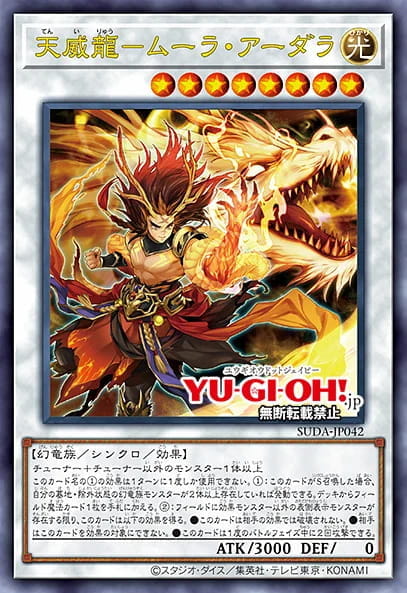 天威龍－ムーラ・アーダラ
光
ユウギオウドットジェイピー
YU-GI-OH!.jp
無断転載禁止
SUDA-JP042
【幻竜族／シンクロ／効果】
チューナー＋チューナー以外のモンスター1体以上
このカード名の①の効果は1ターンに1度しか使用できない。①：このカードがS召喚した場合、
自分の墓地・除外状態の幻竜族モンスターが2体以上存在していれば発動できる。デッキからフィ
ールド魔法カード1枚を手札に加える。②：フィールドに効果モンスター以外の表側表示モンスターが
存在する限り、このカードは以下の効果を得る。●このカードは相手の効果では破壊されない。●相手
はこのカードを効果の対象にできない。●このカードは1度のバトルフェイズ中に2回攻撃できる。
ATK/3000 DEF/ 0
©スタジオ・ダイス／集英社・テレビ東京・KONAMI